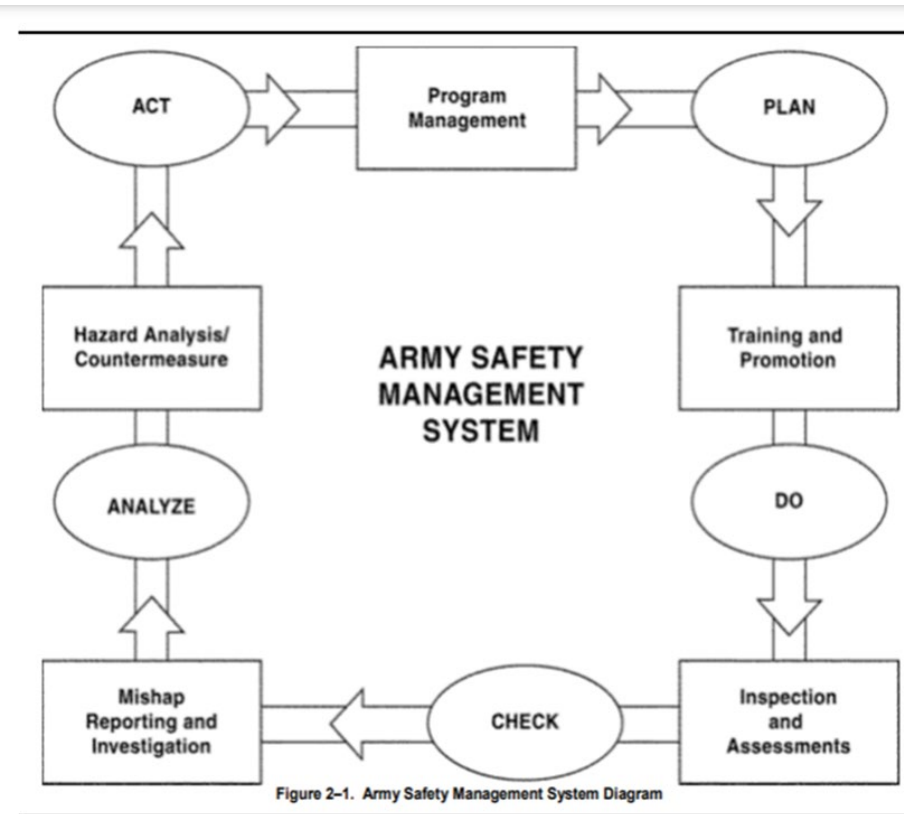 ACT
Program
Management
PLAN
Hazard Analysis/
Countermeasure
ARMY SAFETY
MANAGEMENT
SYSTEM
Training and
Promotion
ANALYZE
DO
Mishap
Reporting and
Investigation
CHECK
Inspection
and
Assessments
Figure 2–1. Army Safety Management System Diagram